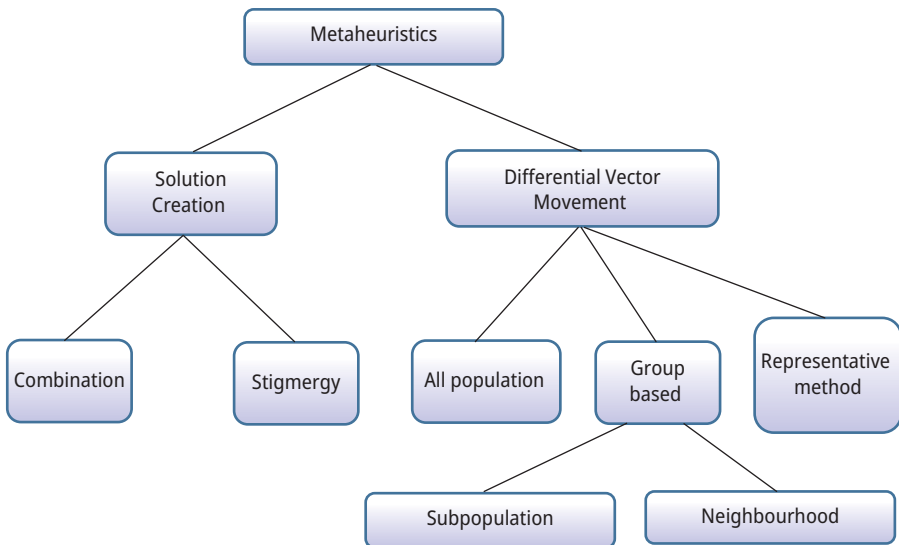 Metaheuristics
Solution
Creation
Differential Vector
Movement
Combination
Stigmergy
All population
Group
based
Representative
method
Subpopulation
Neighbourhood